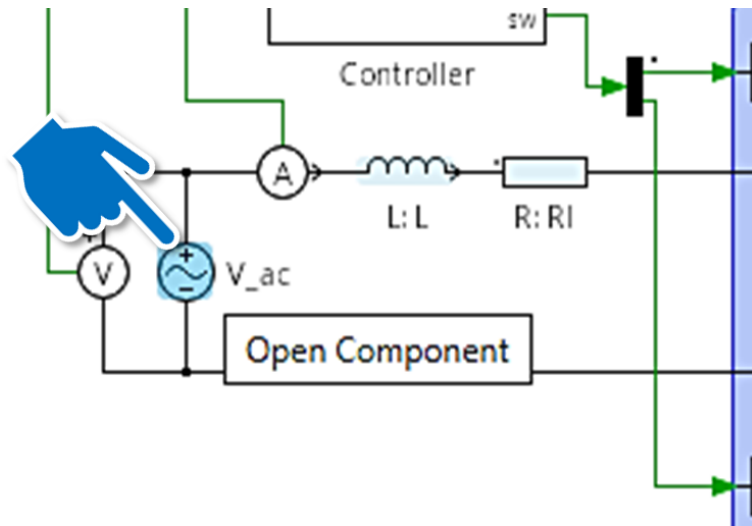 sw
Controller
A
L: L
R: Rl
V
V_ac
Open Component